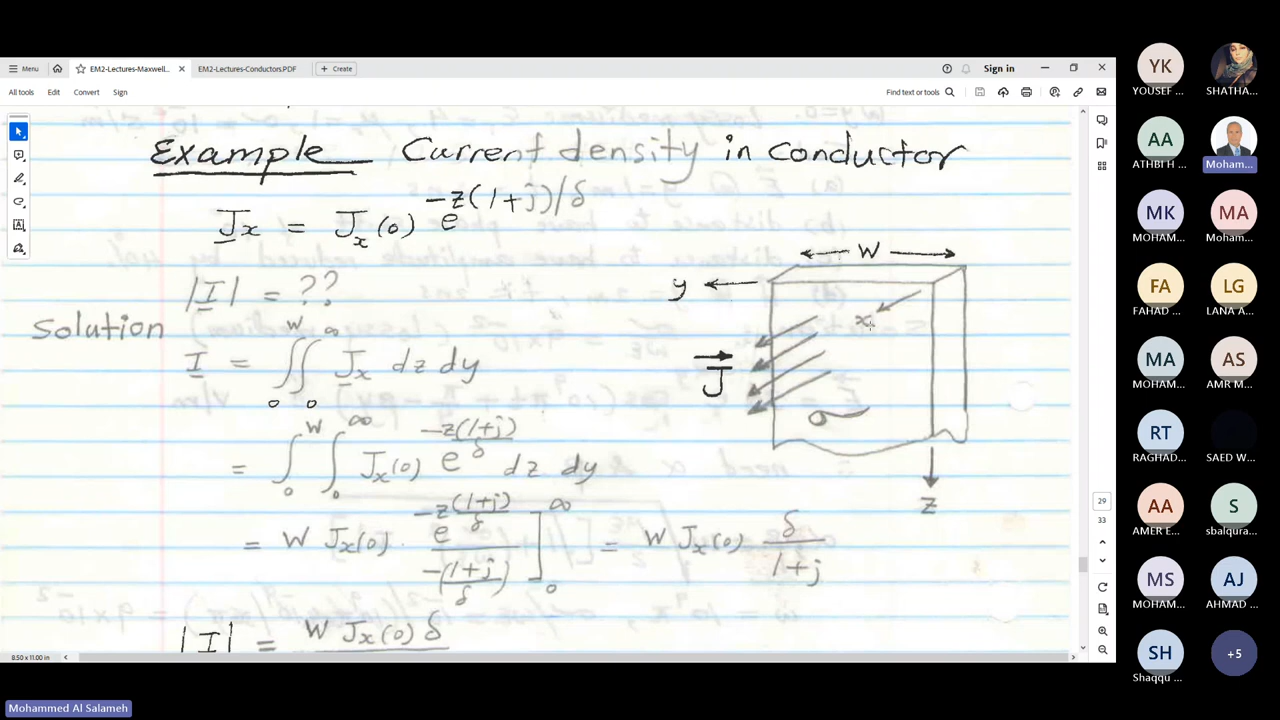 Menu
EM2-Lectures-Maxwell...
EM2-Lectures-Conductors.PDF
+ Create
Sign in
All tools Edit Convert Sign
Find text or tools
Example Current density in conductor
Jx = Jx(0) e^{-z(1+j)/δ}
|I| = ??
Solution
I = ∫₀^W ∫₀^∞ Jx dz dy
= ∫₀^W ∫₀^∞ Jx(0) e^{-z(1+j)/δ} dz dy
= W Jx(0) · e^{-z(1+j)/δ} / (-(1+j)/δ) ]₀^∞ = W Jx(0) δ/(1+j)
|I| = W Jx(0) δ
W
y
x
J
σ
z
29
33
8.50 x 11.00 in
YK
YOUSEF ...
SHATHA...
AA
ATHBI H ...
Moham...
MK
MOHAM...
MA
Moham...
FA
FAHAD ...
LG
LANA A...
MA
MOHAM...
AS
AMR M...
RT
RAGHAD...
SAED W...
AA
AMER E...
S
sbalqura...
MS
MOHAM...
AJ
AHMAD ...
SH
Shaqqu ...
+5
Mohammed Al Salameh